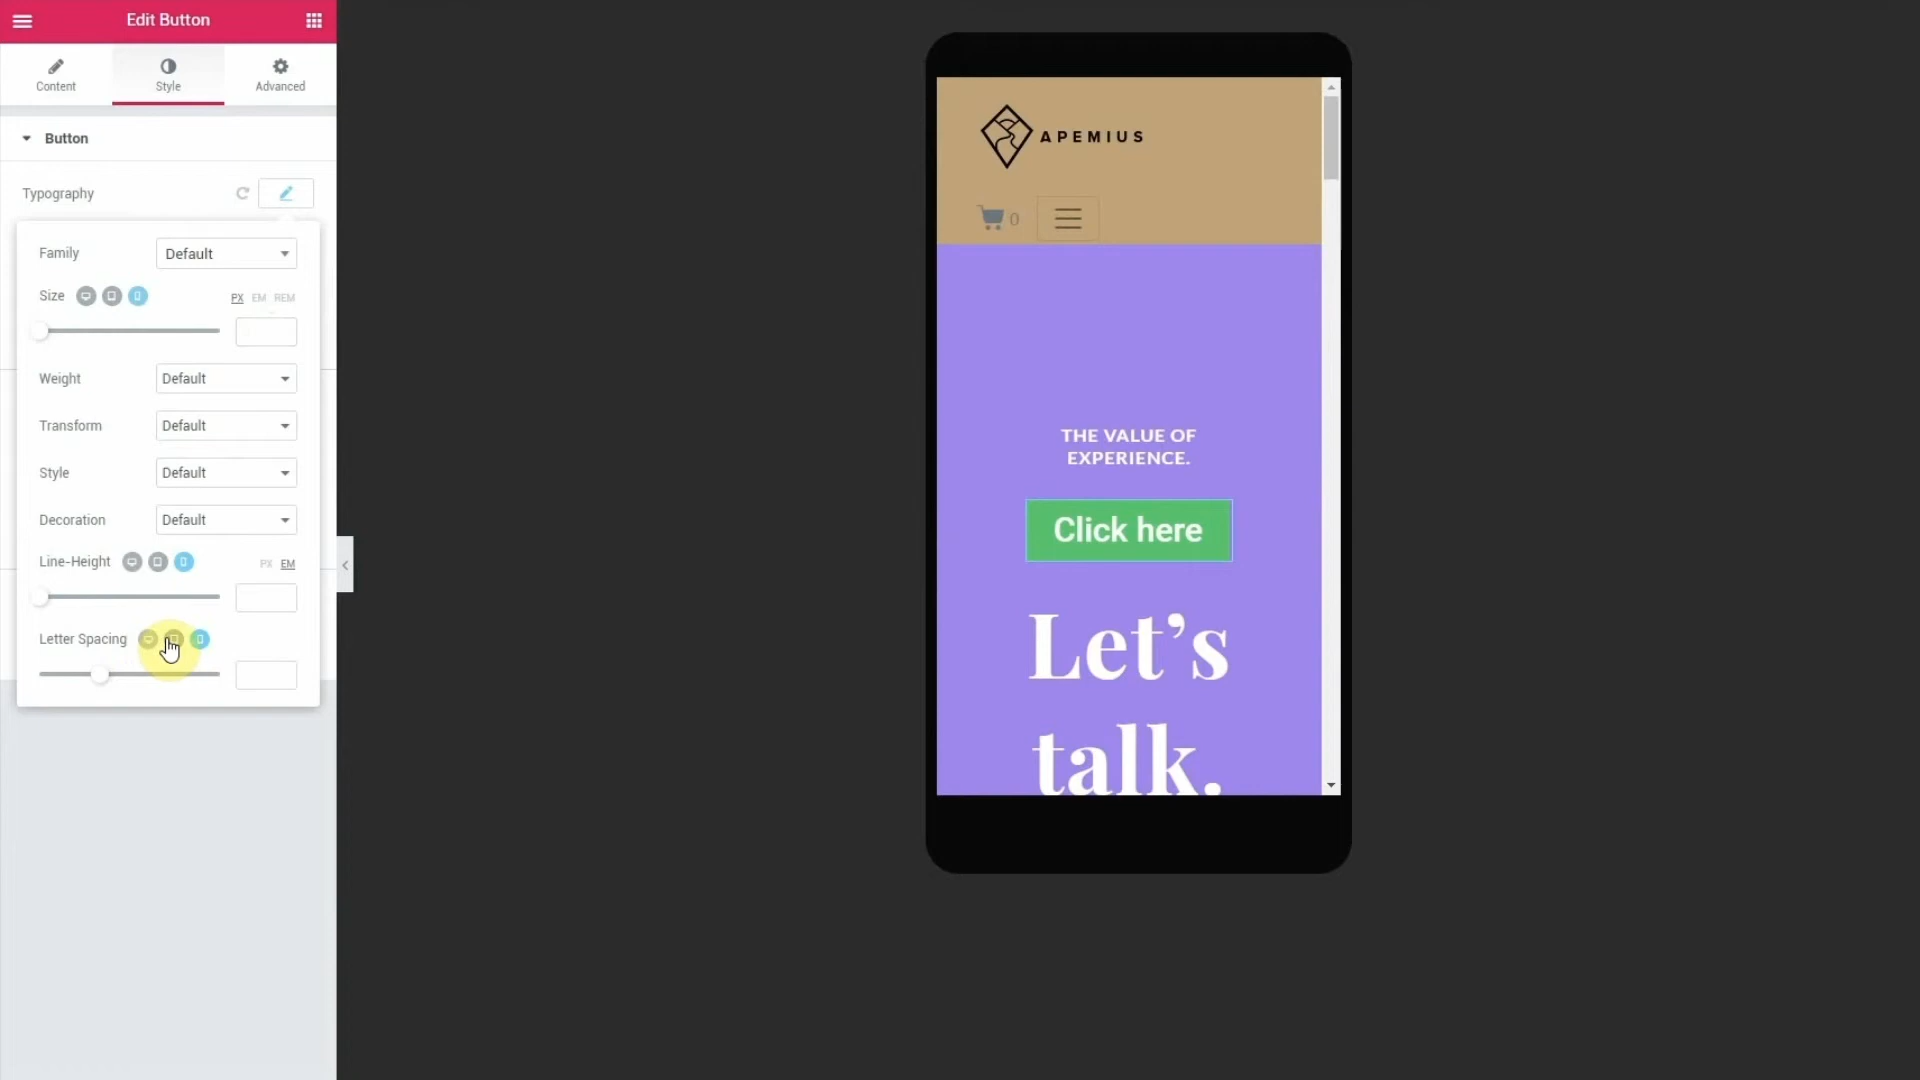 Edit Button
Content
Style
Advanced
Button
Typography
Family
Default
Size
PX EM REM
Weight
Default
Transform
Default
Style
Default
Decoration
Default
Line-Height
PX EM
Letter Spacing
APEMIUS
0
THE VALUE OF
EXPERIENCE.
Click here
Let’s
talk.